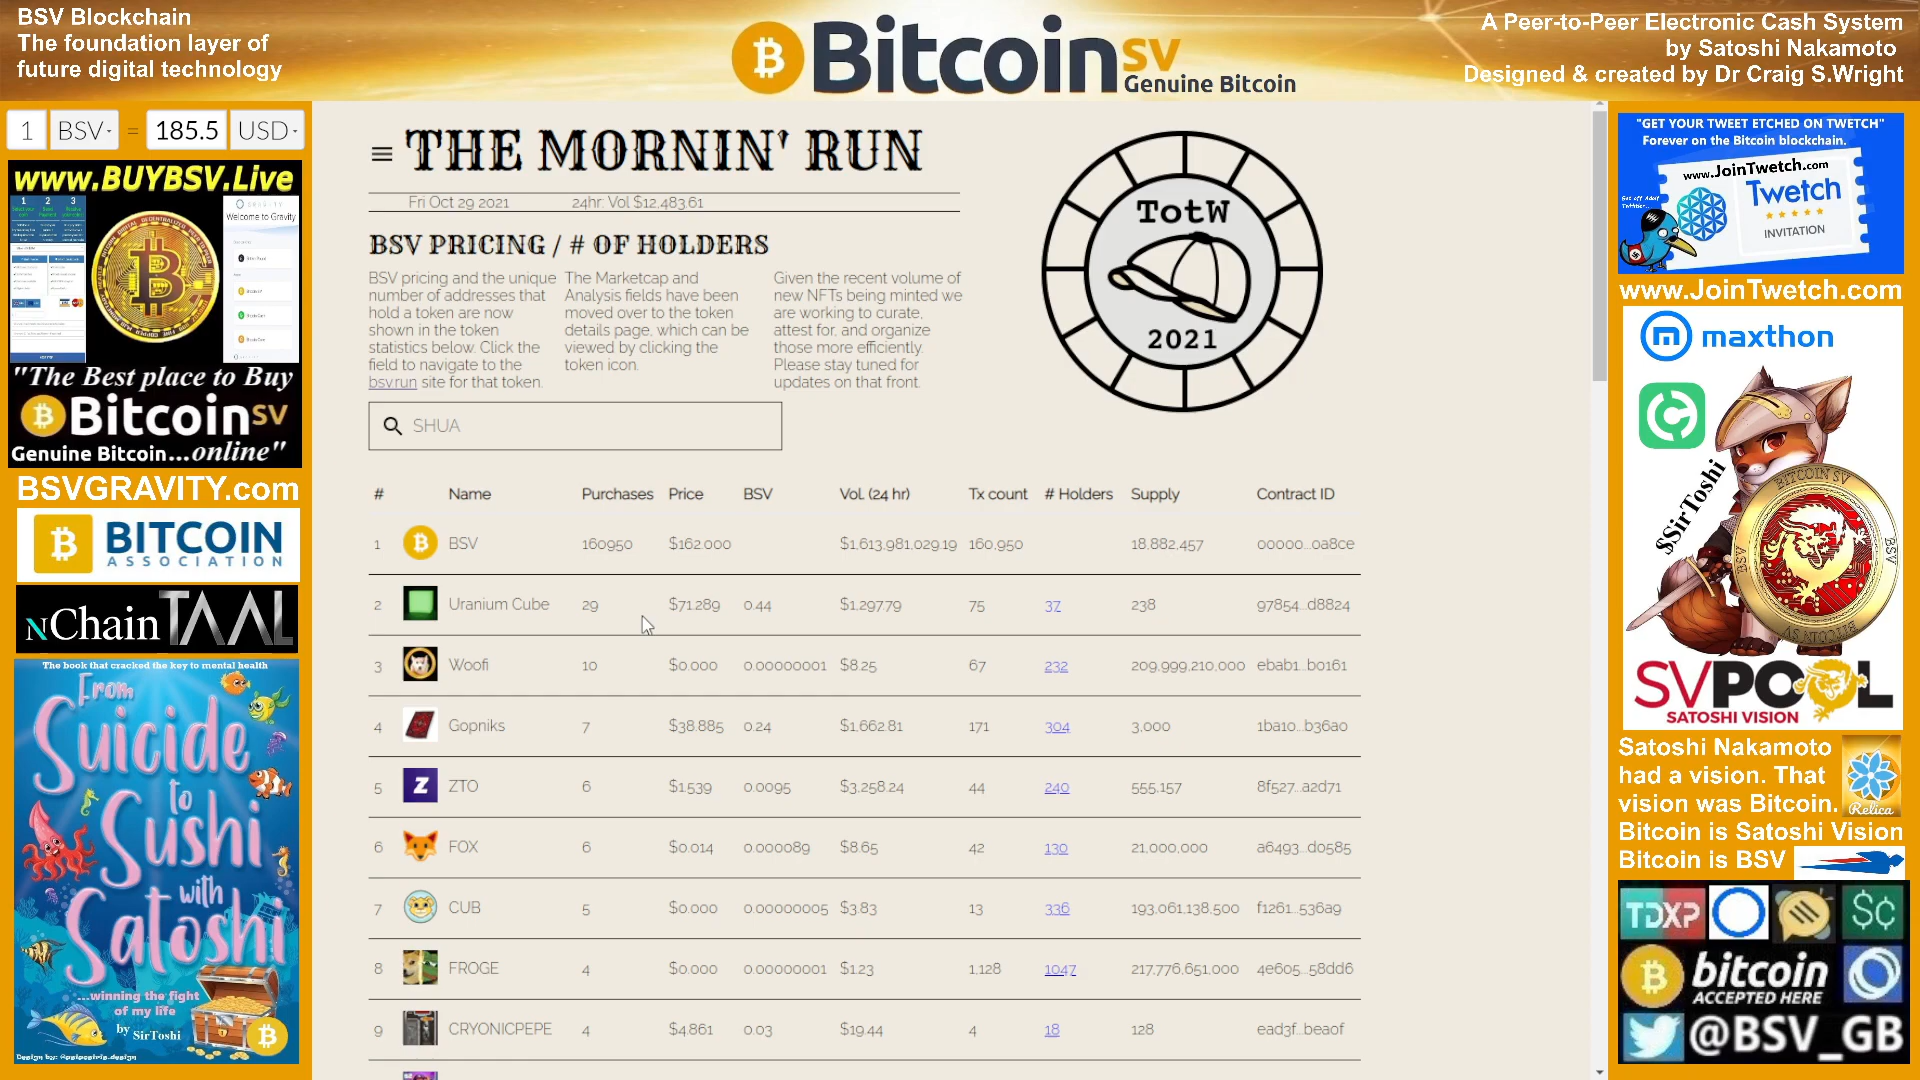 BSV Blockchain
The foundation layer of
future digital technology
Bitcoin SV
Genuine Bitcoin
A Peer-to-Peer Electronic Cash System
by Satoshi Nakamoto
Designed & created by Dr Craig S.Wright
1 BSV = 185.5 USD
www.BUYBSV.Live
Welcome to Gravity
"The Best place to Buy
Bitcoin SV
Genuine Bitcoin...online"
BSVGRAVITY.com
BITCOIN
ASSOCIATION
nChain TAAL
The book that cracked the key to mental health
From
Suicide
to
Sushi
with
Satoshi
...winning the fight
of my life
by SirToshi
THE MORNIN' RUN
Fri Oct 29 2021 24hr: Vol $12,483.61
BSV PRICING / # OF HOLDERS
BSV pricing and the unique
number of addresses that
hold a token are now
shown in the token
statistics below. Click the
field to navigate to the
bsv.run site for that token.
The Marketcap and
Analysis fields have been
moved over to the token
details page, which can be
viewed by clicking the
token icon.
Given the recent volume of
new NFTs being minted we
are working to curate,
attest for, and organize
those more efficiently.
Please stay tuned for
updates on that front.
TotW
2021
SHUA
# Name Purchases Price BSV Vol. (24 hr) Tx count # Holders Supply Contract ID
1 BSV 160950 $162.000 $1,613,981,029.19 160,950 18,882,457 00000...0a8ce
2 Uranium Cube 29 $71.289 0.44 $1,297.79 75 37 238 97854...d8824
3 Woofi 10 $0.000 0.00000001 $8.25 67 232 209,999,210,000 ebab1...b0161
4 Gopniks 7 $38.885 0.24 $1,662.81 171 304 3,000 1ba10...b36a0
5 ZTO 6 $1.539 0.0095 $3,258.24 44 240 555,157 8f527...a2d71
6 FOX 6 $0.014 0.000089 $8.65 42 130 21,000,000 a6493...d0585
7 CUB 5 $0.000 0.00000005 $3.83 13 336 193,061,138,500 f1261...536a9
8 FROGE 4 $0.000 0.00000001 $1.23 1,128 1047 217,776,651,000 4e605...58dd6
9 CRYONICPEPE 4 $4.861 0.03 $19.44 4 18 128 ead3f...bea0f
"GET YOUR TWEET ETCHED ON TWETCH"
Forever on the Bitcoin blockchain.
www.JoinTwetch.com
Twetch
INVITATION
www.JoinTwetch.com
maxthon
$SirToshi
BITCOIN SV
BSV
SVPOOL
SATOSHI VISION
Satoshi Nakamoto
had a vision. That
vision was Bitcoin.
Relica
Bitcoin is Satoshi Vision
Bitcoin is BSV
TDXP
bitcoin
ACCEPTED HERE
@BSV_GB